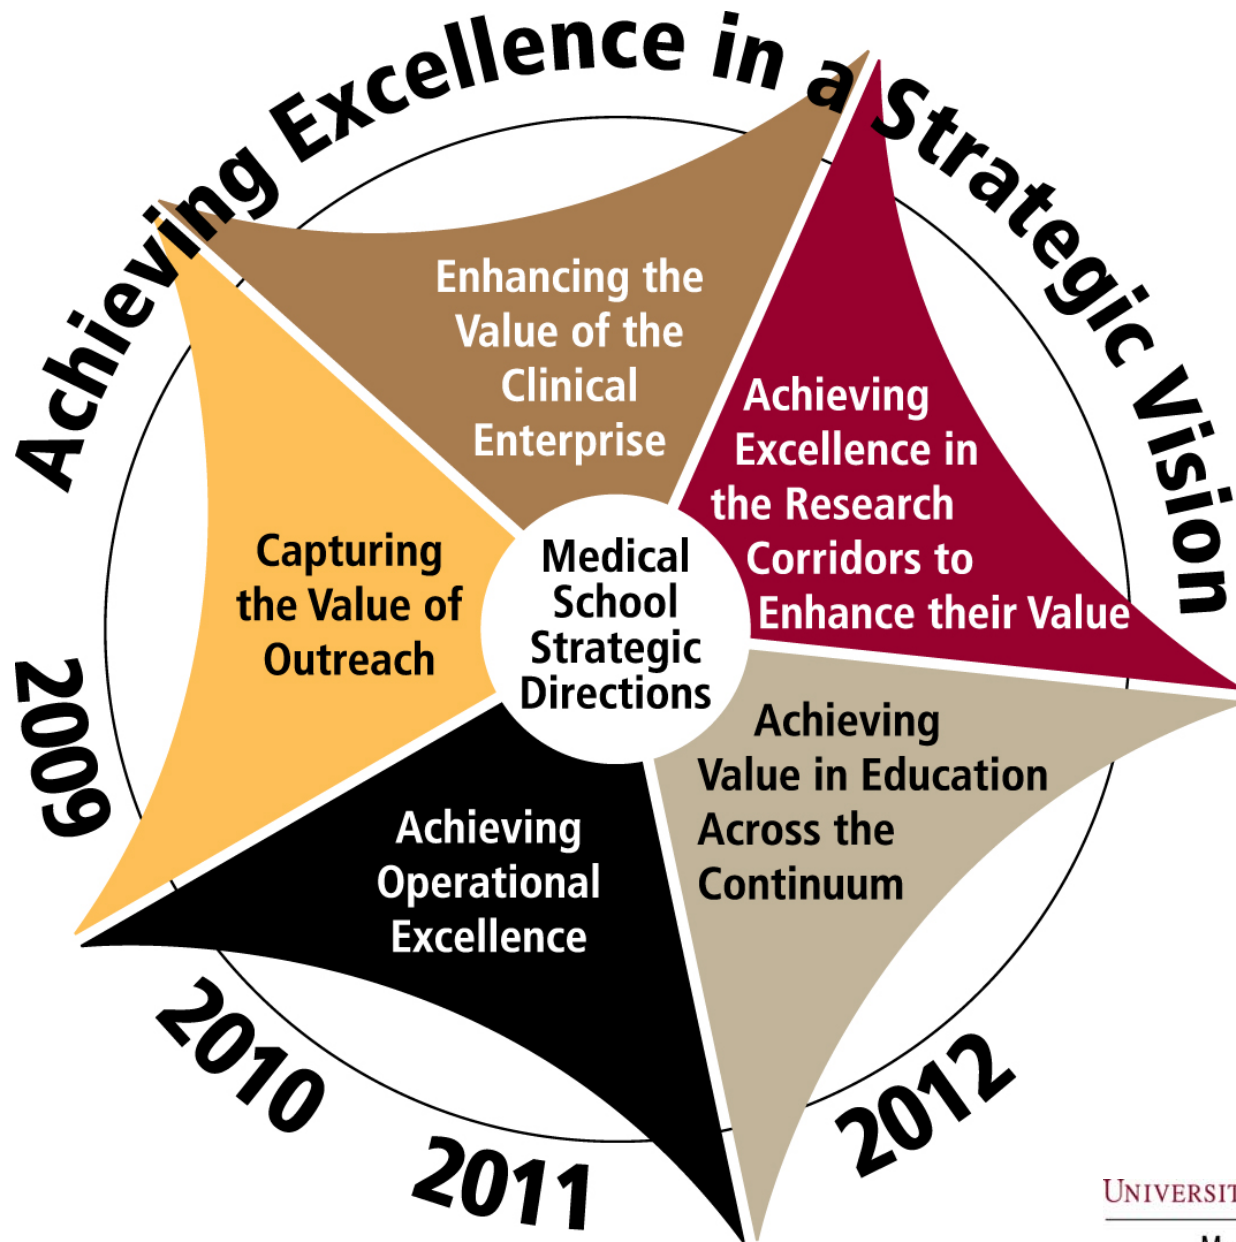 Achieving Excellence in a Strategic Vision
Enhancing the
Value of the
Clinical
Enterprise
Achieving
Excellence in
the Research
Corridors to
Enhance their Value
Capturing
the Value of
Outreach
Medical
School
Strategic
Directions
Achieving
Value in Education
Across the
Continuum
Achieving
Operational
Excellence
2009
2010
2011
2012